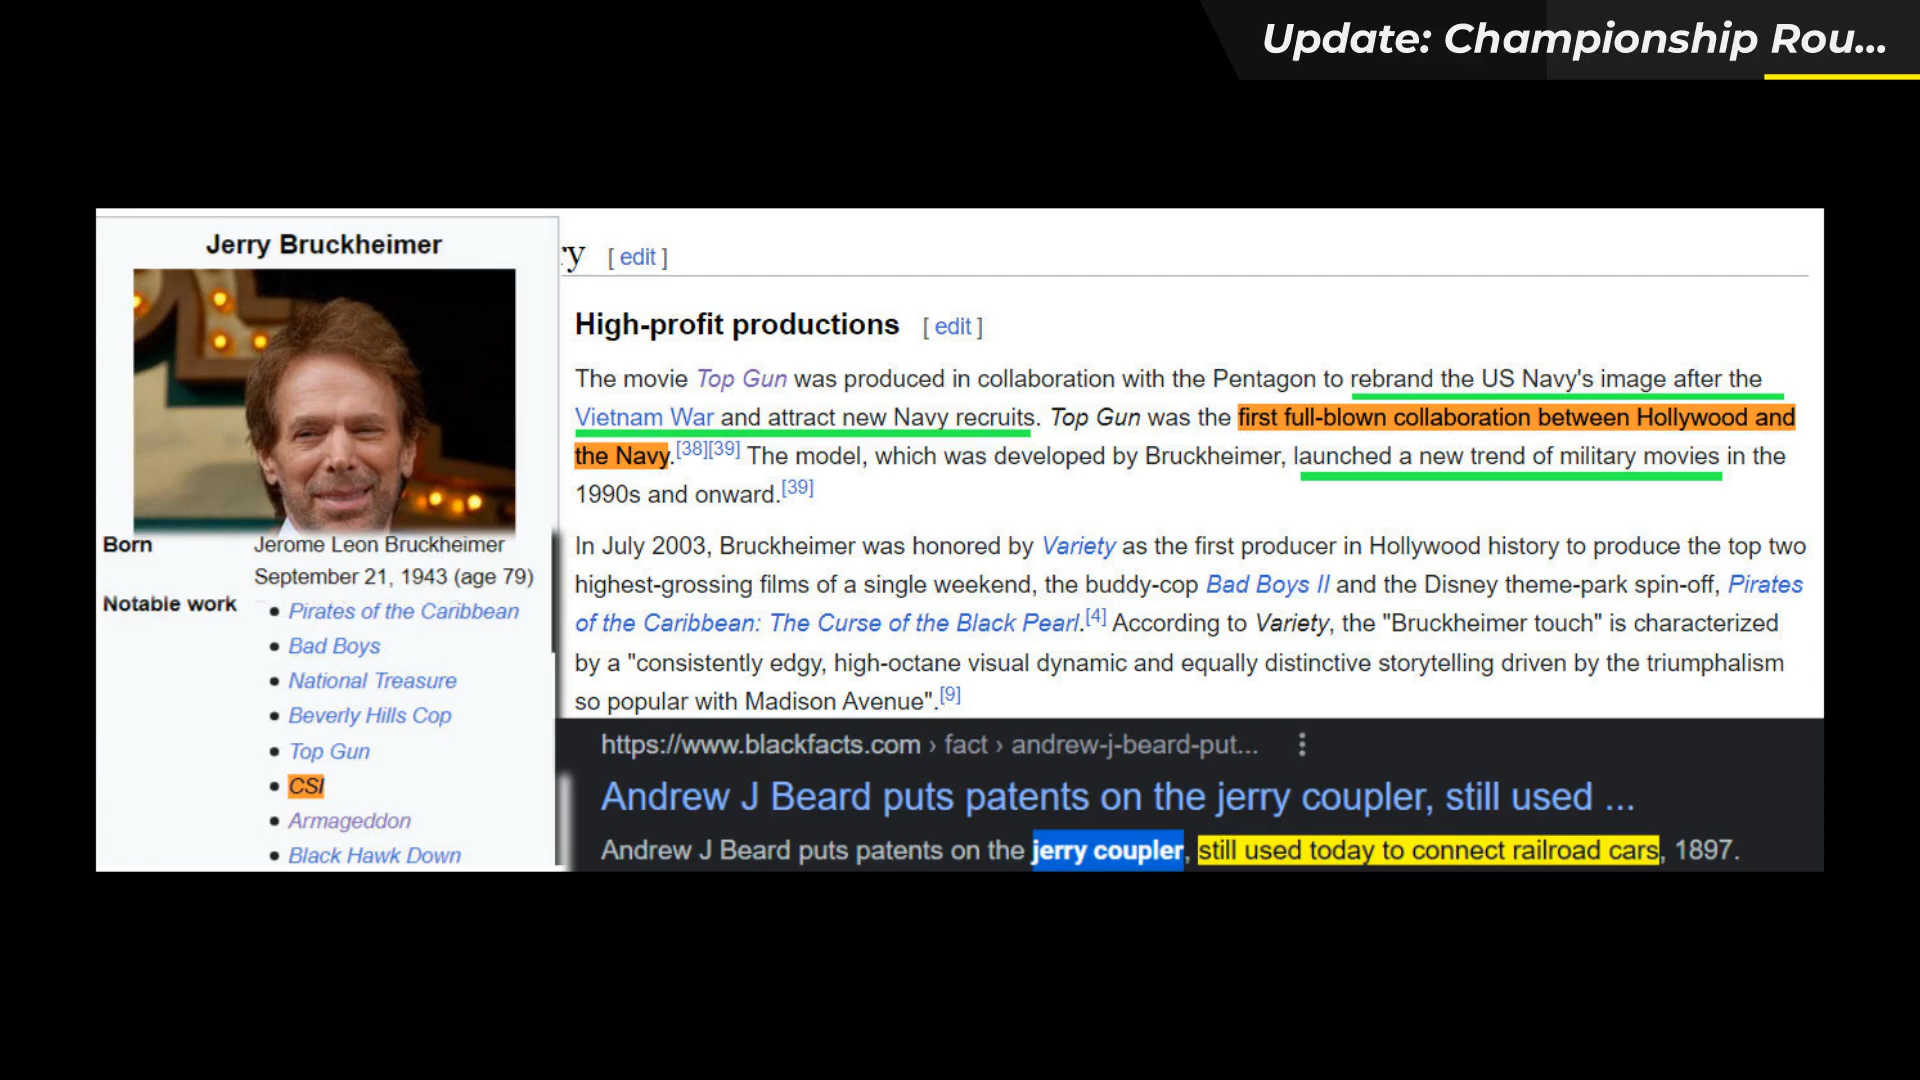 Update: Championship Rou...
Jerry Bruckheimer
Born
Jerome Leon Bruckheimer
September 21, 1943 (age 79)
Notable work
• Pirates of the Caribbean
• Bad Boys
• National Treasure
• Beverly Hills Cop
• Top Gun
• CSI
• Armageddon
• Black Hawk Down
ry [ edit ]
High-profit productions [ edit ]
The movie Top Gun was produced in collaboration with the Pentagon to rebrand the US Navy's image after the
Vietnam War and attract new Navy recruits. Top Gun was the first full-blown collaboration between Hollywood and
the Navy.[38][39] The model, which was developed by Bruckheimer, launched a new trend of military movies in the
1990s and onward.[39]
In July 2003, Bruckheimer was honored by Variety as the first producer in Hollywood history to produce the top two
highest-grossing films of a single weekend, the buddy-cop Bad Boys II and the Disney theme-park spin-off, Pirates
of the Caribbean: The Curse of the Black Pearl.[4] According to Variety, the "Bruckheimer touch" is characterized
by a "consistently edgy, high-octane visual dynamic and equally distinctive storytelling driven by the triumphalism
so popular with Madison Avenue".[9]
https://www.blackfacts.com › fact › andrew-j-beard-put...
Andrew J Beard puts patents on the jerry coupler, still used ...
Andrew J Beard puts patents on the jerry coupler, still used today to connect railroad cars, 1897.